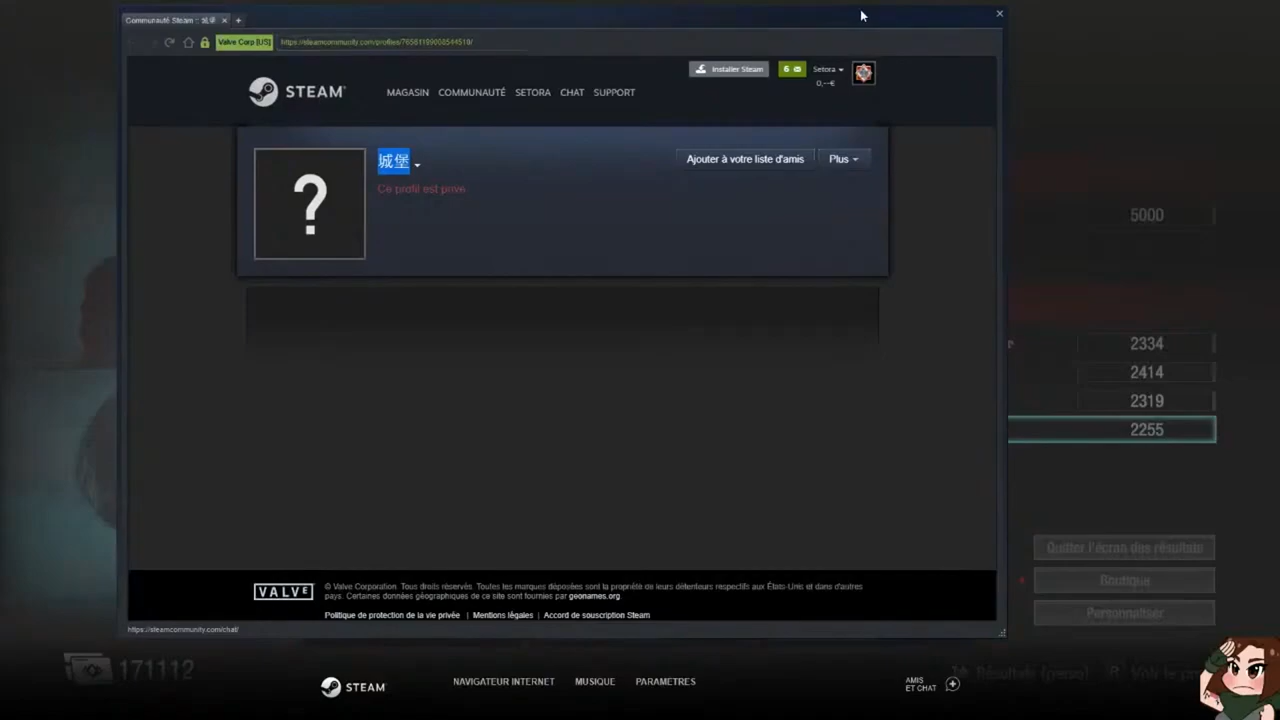 Communauté Steam :: 城堡
Valve Corp [US]
https://steamcommunity.com/profiles/76561199008544519/
Installer Steam
6
Setora
0,--€
STEAM
MAGASIN COMMUNAUTÉ SETORA CHAT SUPPORT
城堡
Ajouter à votre liste d'amis
Plus
Ce profil est privé
?
5000
2334
2414
2319
2255
Quitter l'écran des résultats
Boutique
Personnaliser
VALVE
© Valve Corporation. Tous droits réservés. Toutes les marques déposées sont la propriété de leurs détenteurs respectifs aux États-Unis et dans d'autres
pays. Certaines données géographiques de ce site sont fournies par geonames.org.
Politique de protection de la vie privée | Mentions légales | Accord de souscription Steam
https://steamcommunity.com/chat/
171112
Résultats (perso)
STEAM
NAVIGATEUR INTERNET
MUSIQUE
PARAMETRES
AMIS
ET CHAT